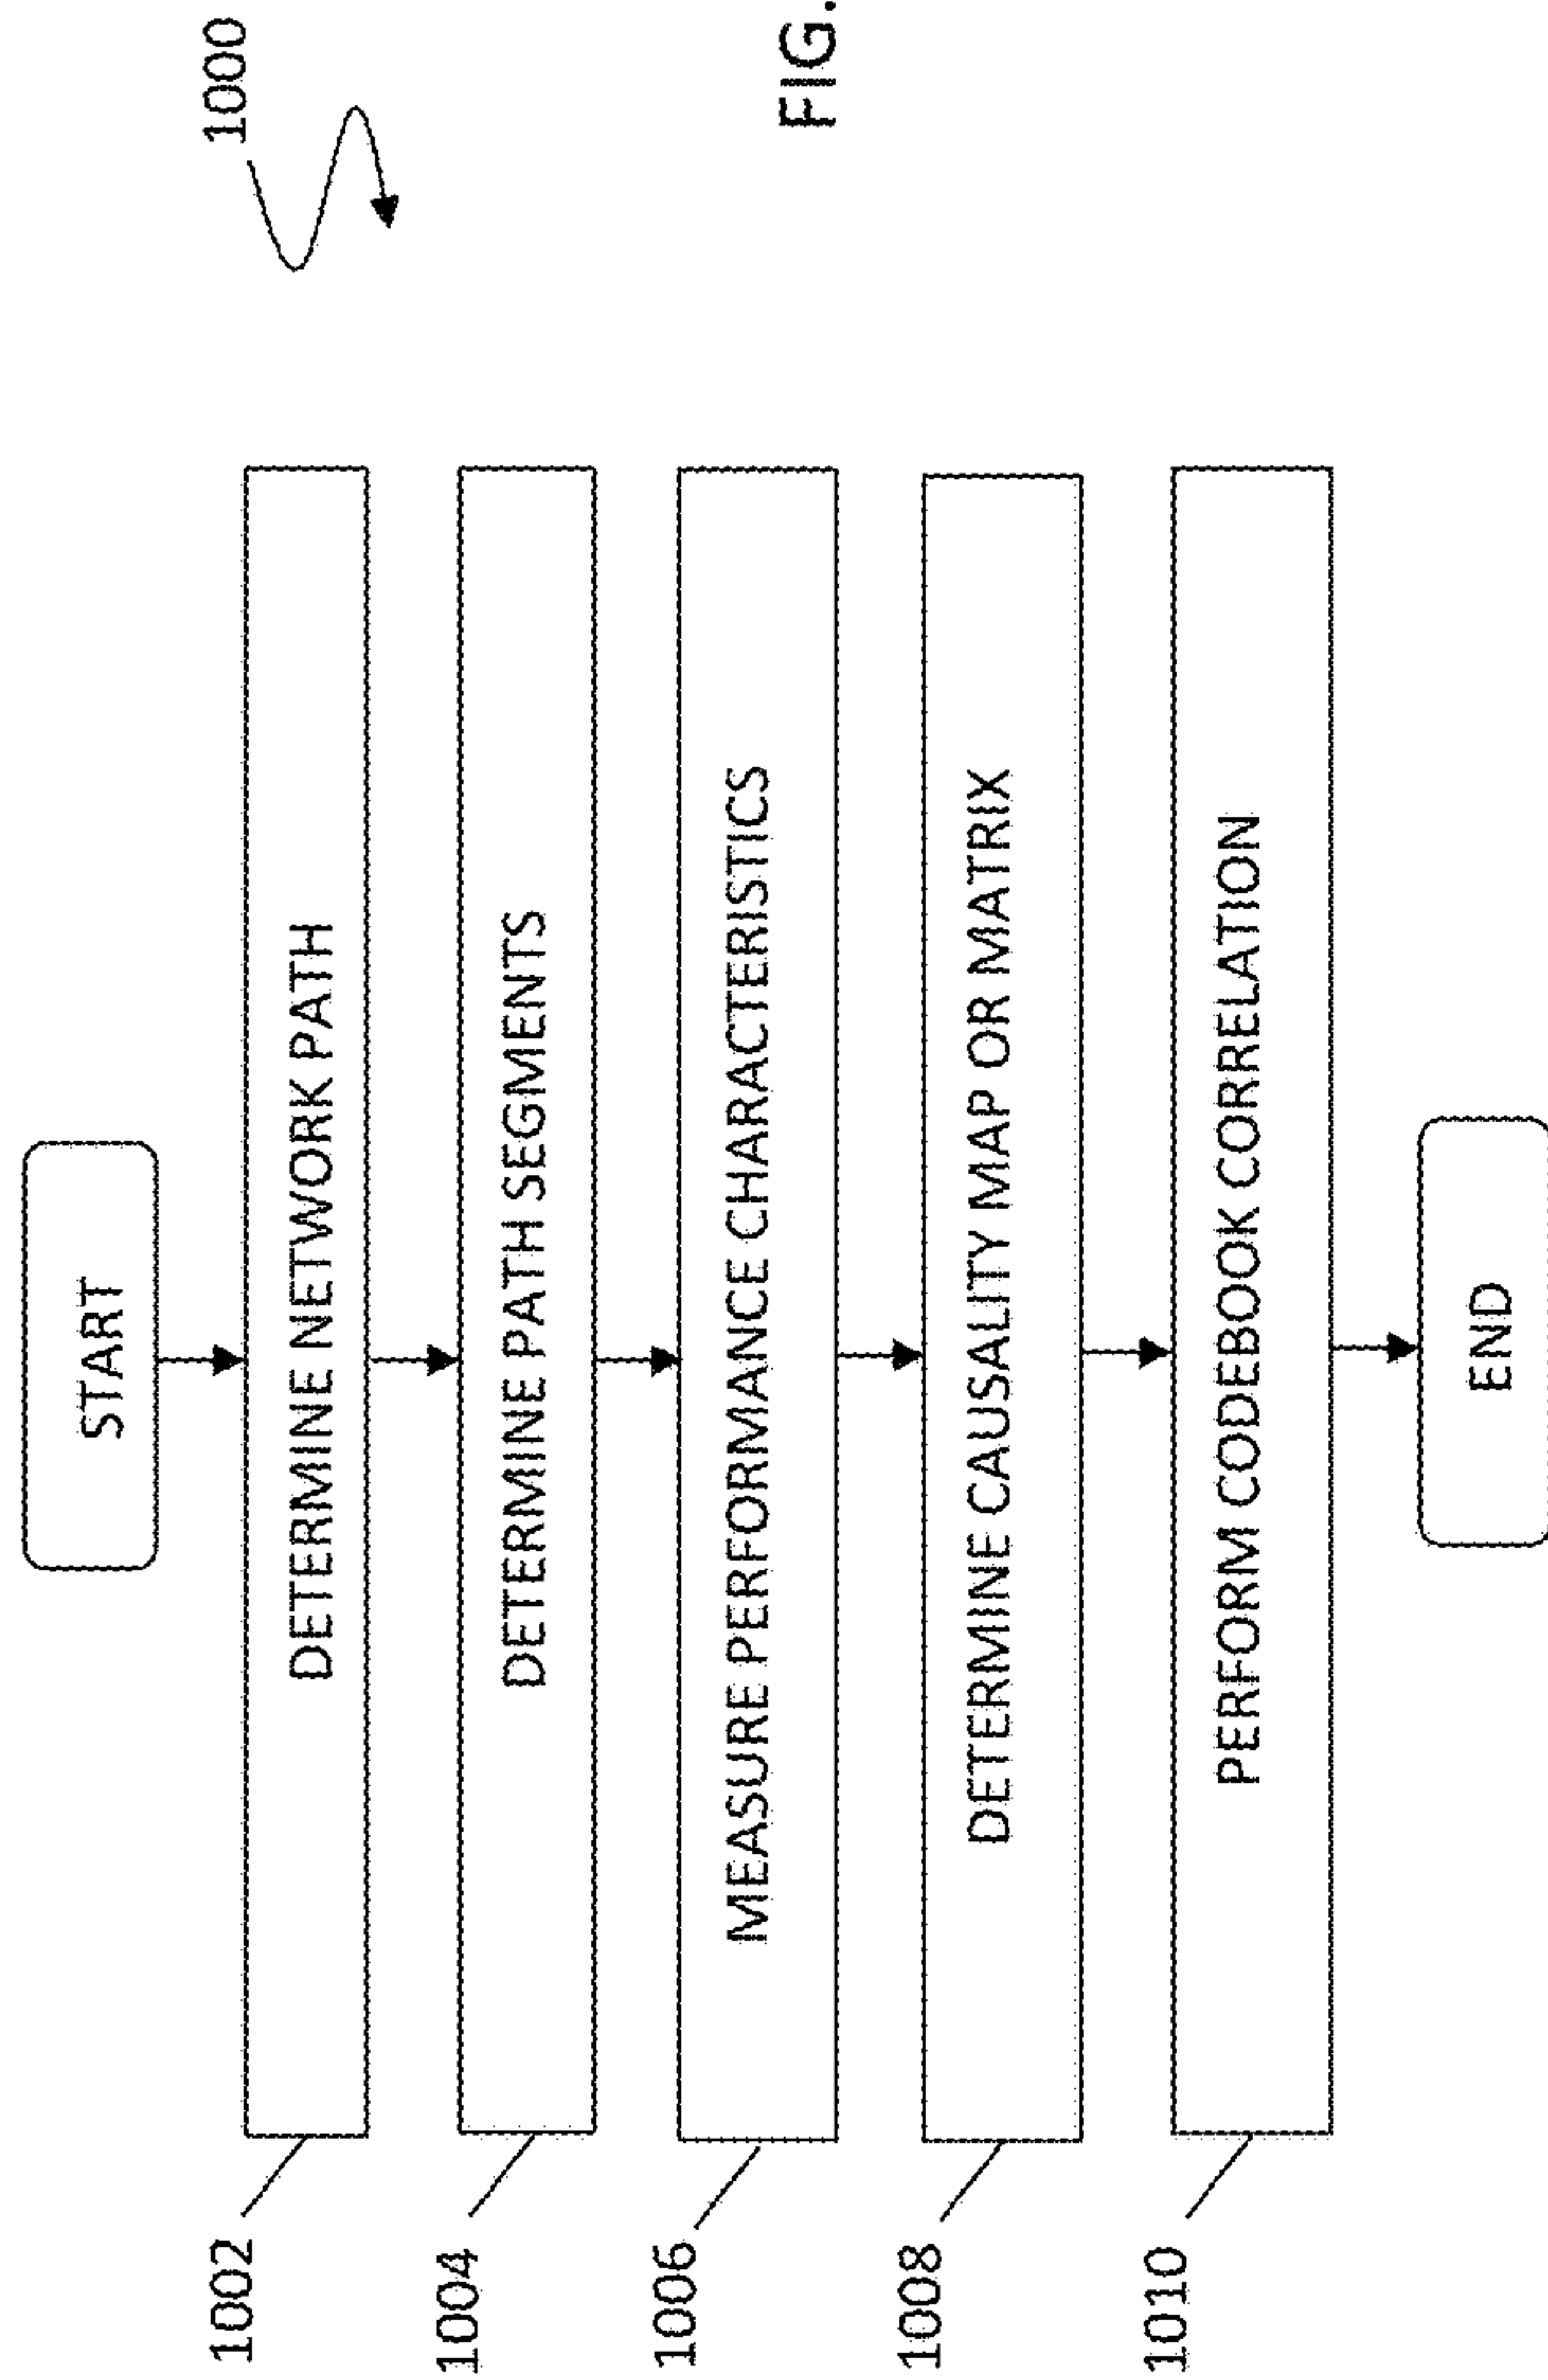 1000
START
1002
DETERMINE NETWORK PATH
1004
DETERMINE PATH SEGMENTS
1006
MEASURE PERFORMANCE CHARACTERISTICS
FIG.
1008
DETERMINE CAUSALITY MAP OR MATRIX
1010
PERFORM CODEBOOK CORRELATION
END